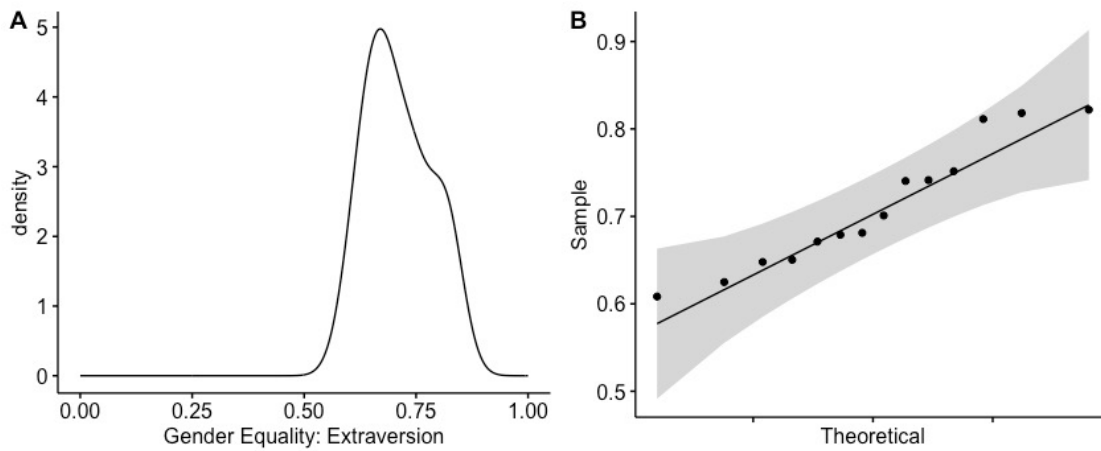 A
5
4
3
2
1
0
density
0.00 0.25 0.50 0.75 1.00
Gender Equality: Extraversion
B
0.9
0.8
0.7
0.6
0.5
Sample
Theoretical